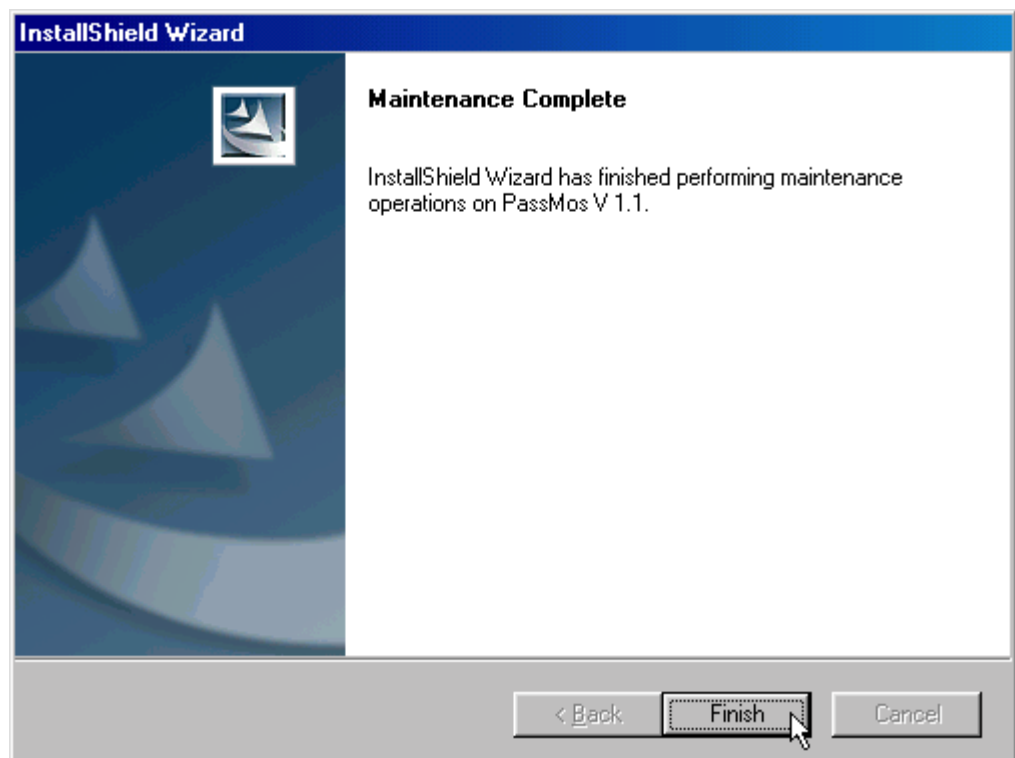 InstallShield Wizard
Maintenance Complete
InstallShield Wizard has finished performing maintenance
operations on PassMos V 1.1.
< Back
Finish
Cancel